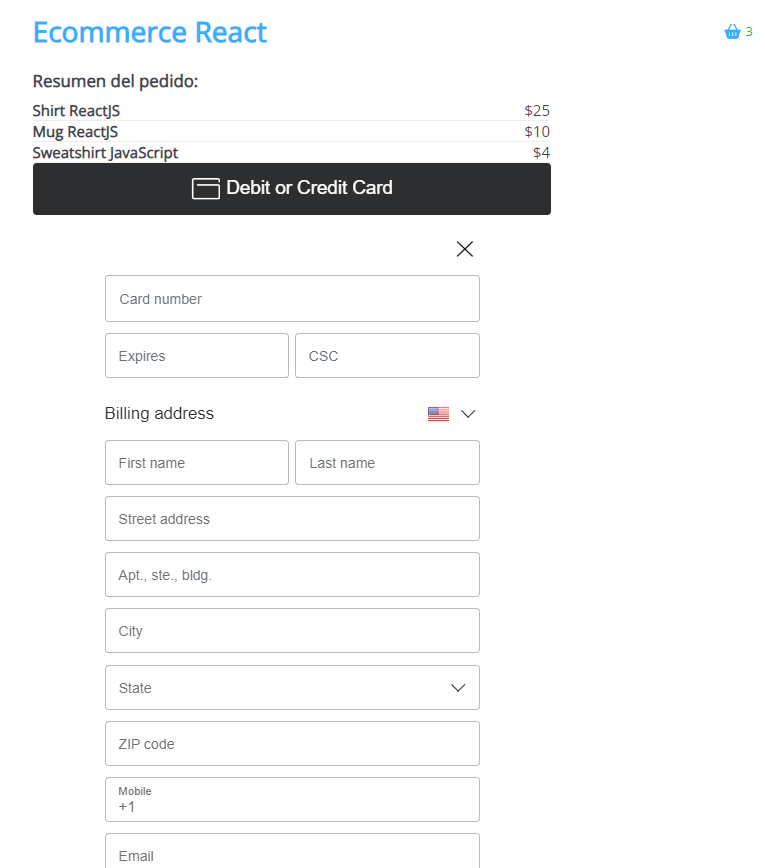 Ecommerce React
3
Resumen del pedido:
Shirt ReactJS $25
Mug ReactJS $10
Sweatshirt JavaScript $4
Debit or Credit Card
Card number
Expires CSC
Billing address
First name Last name
Street address
Apt., ste., bldg.
City
State
ZIP code
Mobile
+1
Email